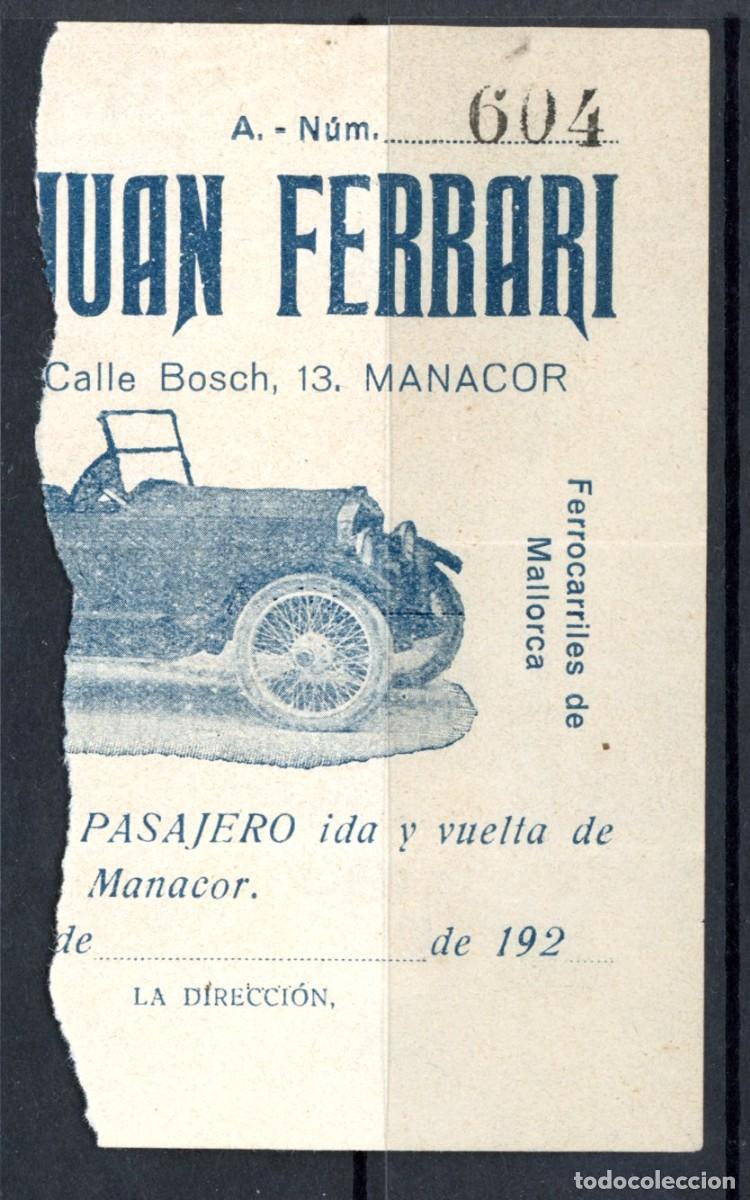 A. - Núm. 604
JUAN FERRARI
Calle Bosch, 13. MANACOR
Ferrocarriles de
Mallorca
PASAJERO ida y vuelta de
Manacor.
de de 192
LA DIRECCIÓN,
todocoleccion